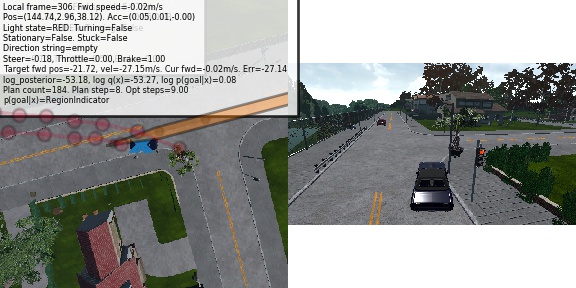 Local frame=306. Fwd speed=-0.02m/s
Pos=(144.74,2.96,38.12). Acc=(0.05,0.01,-0.00)
Light state=RED. Turning=False
Stationary=False. Stuck=False
Direction string=empty
Steer=-0.18, Throttle=0.00, Brake=1.00
Target fwd pos=-21.72, vel=-27.15m/s. Cur fwd=-0.02m/s. Err=-27.14
log_posterior=-53.18, log q(x)=-53.27, log p(goal|x)=0.08
Plan count=184. Plan step=8. Opt steps=9.00
p(goal|x)=RegionIndicator